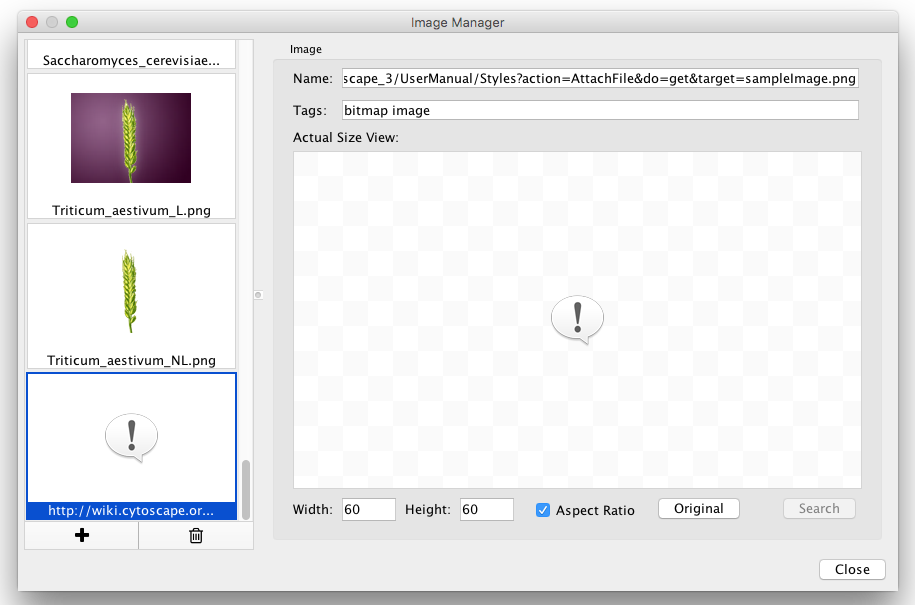 Image Manager
Saccharomyces_cerevisiae...
Triticum_aestivum_L.png
Triticum_aestivum_NL.png
http://wiki.cytoscape.or...
Image
Name: scape_3/UserManual/Styles?action=AttachFile&do=get&target=sampleImage.png
Tags: bitmap image
Actual Size View:
!
!
Width: 60 Height: 60 Aspect Ratio Original Search
Close